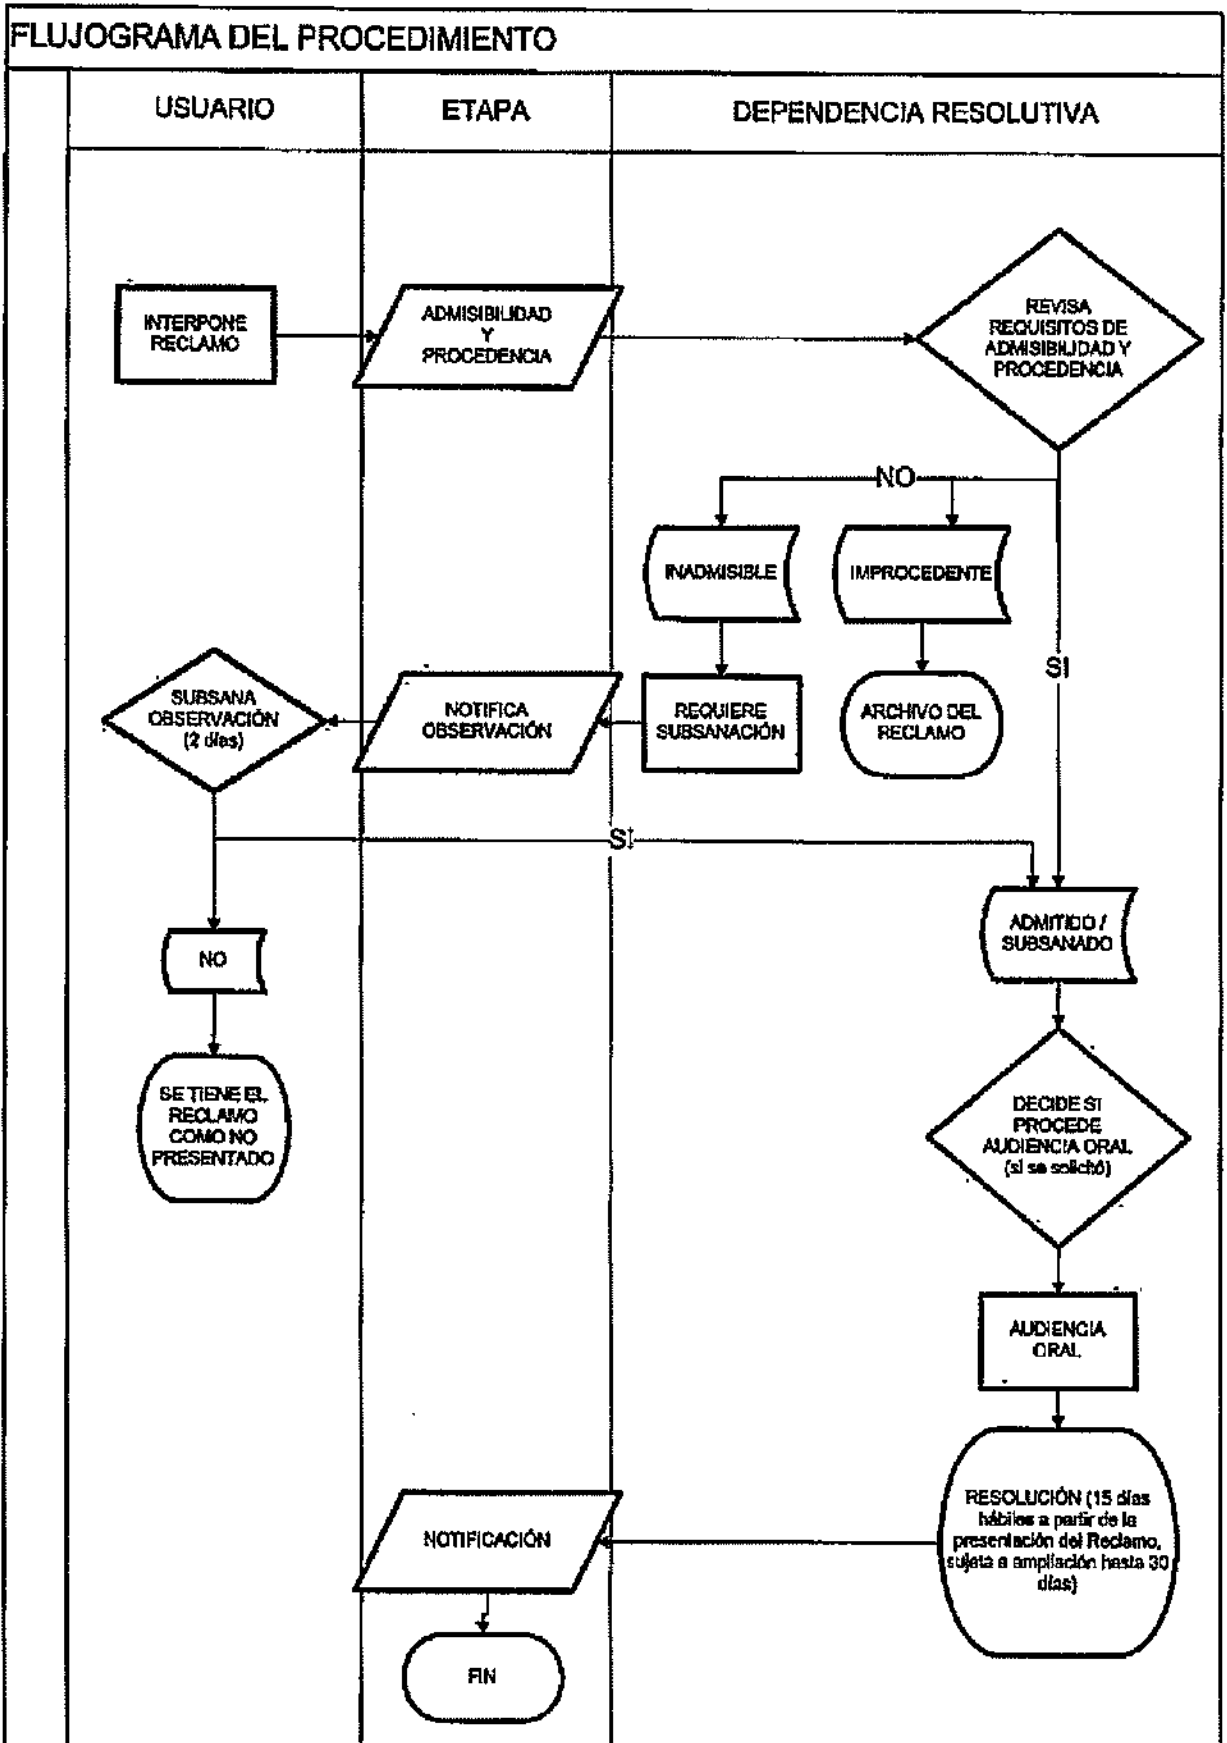 FLUJOGRAMA DEL PROCEDIMIENTO
USUARIO
ETAPA
DEPENDENCIA RESOLUTIVA
INTERPONE
RECLAMO
ADMISIBILIDAD
Y
PROCEDENCIA
REVISA
REQUISITOS DE
ADMISIBILIDAD Y
PROCEDENCIA
NO
INADMISIBLE
IMPROCEDENTE
SI
SUBSANA
OBSERVACIÓN
(2 días)
NOTIFICA
OBSERVACIÓN
REQUIERE
SUBSANACIÓN
ARCHIVO DEL
RECLAMO
SI
NO
ADMITIDO /
SUBSANADO
SE TIENE EL
RECLAMO
COMO NO
PRESENTADO
DECIDE SI
PROCEDE
AUDIENCIA ORAL
(si se solicitó)
AUDIENCIA
ORAL
RESOLUCIÓN (15 días
hábiles a partir de la
presentación del Reclamo,
sujeta a ampliación hasta 30
días)
NOTIFICACIÓN
FIN